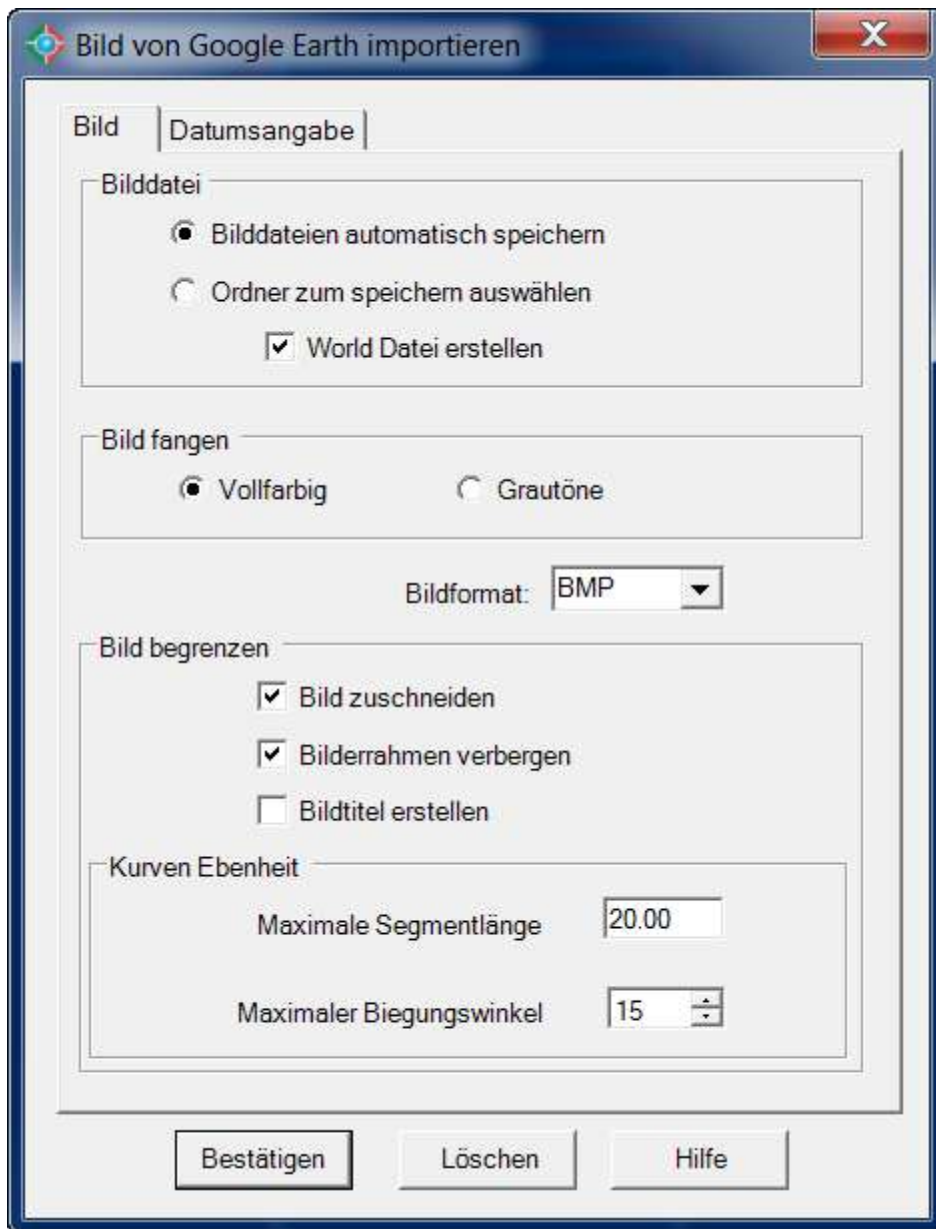 Bild von Google Earth importieren
Bild
Datumsangabe
Bilddatei
Bilddateien automatisch speichern
Ordner zum speichern auswählen
World Datei erstellen
Bild fangen
Vollfarbig
Grautöne
Bildformat: BMP
Bild begrenzen
Bild zuschneiden
Bilderrahmen verbergen
Bildtitel erstellen
Kurven Ebenheit
Maximale Segmentlänge 20.00
Maximaler Biegungswinkel 15
Bestätigen
Löschen
Hilfe